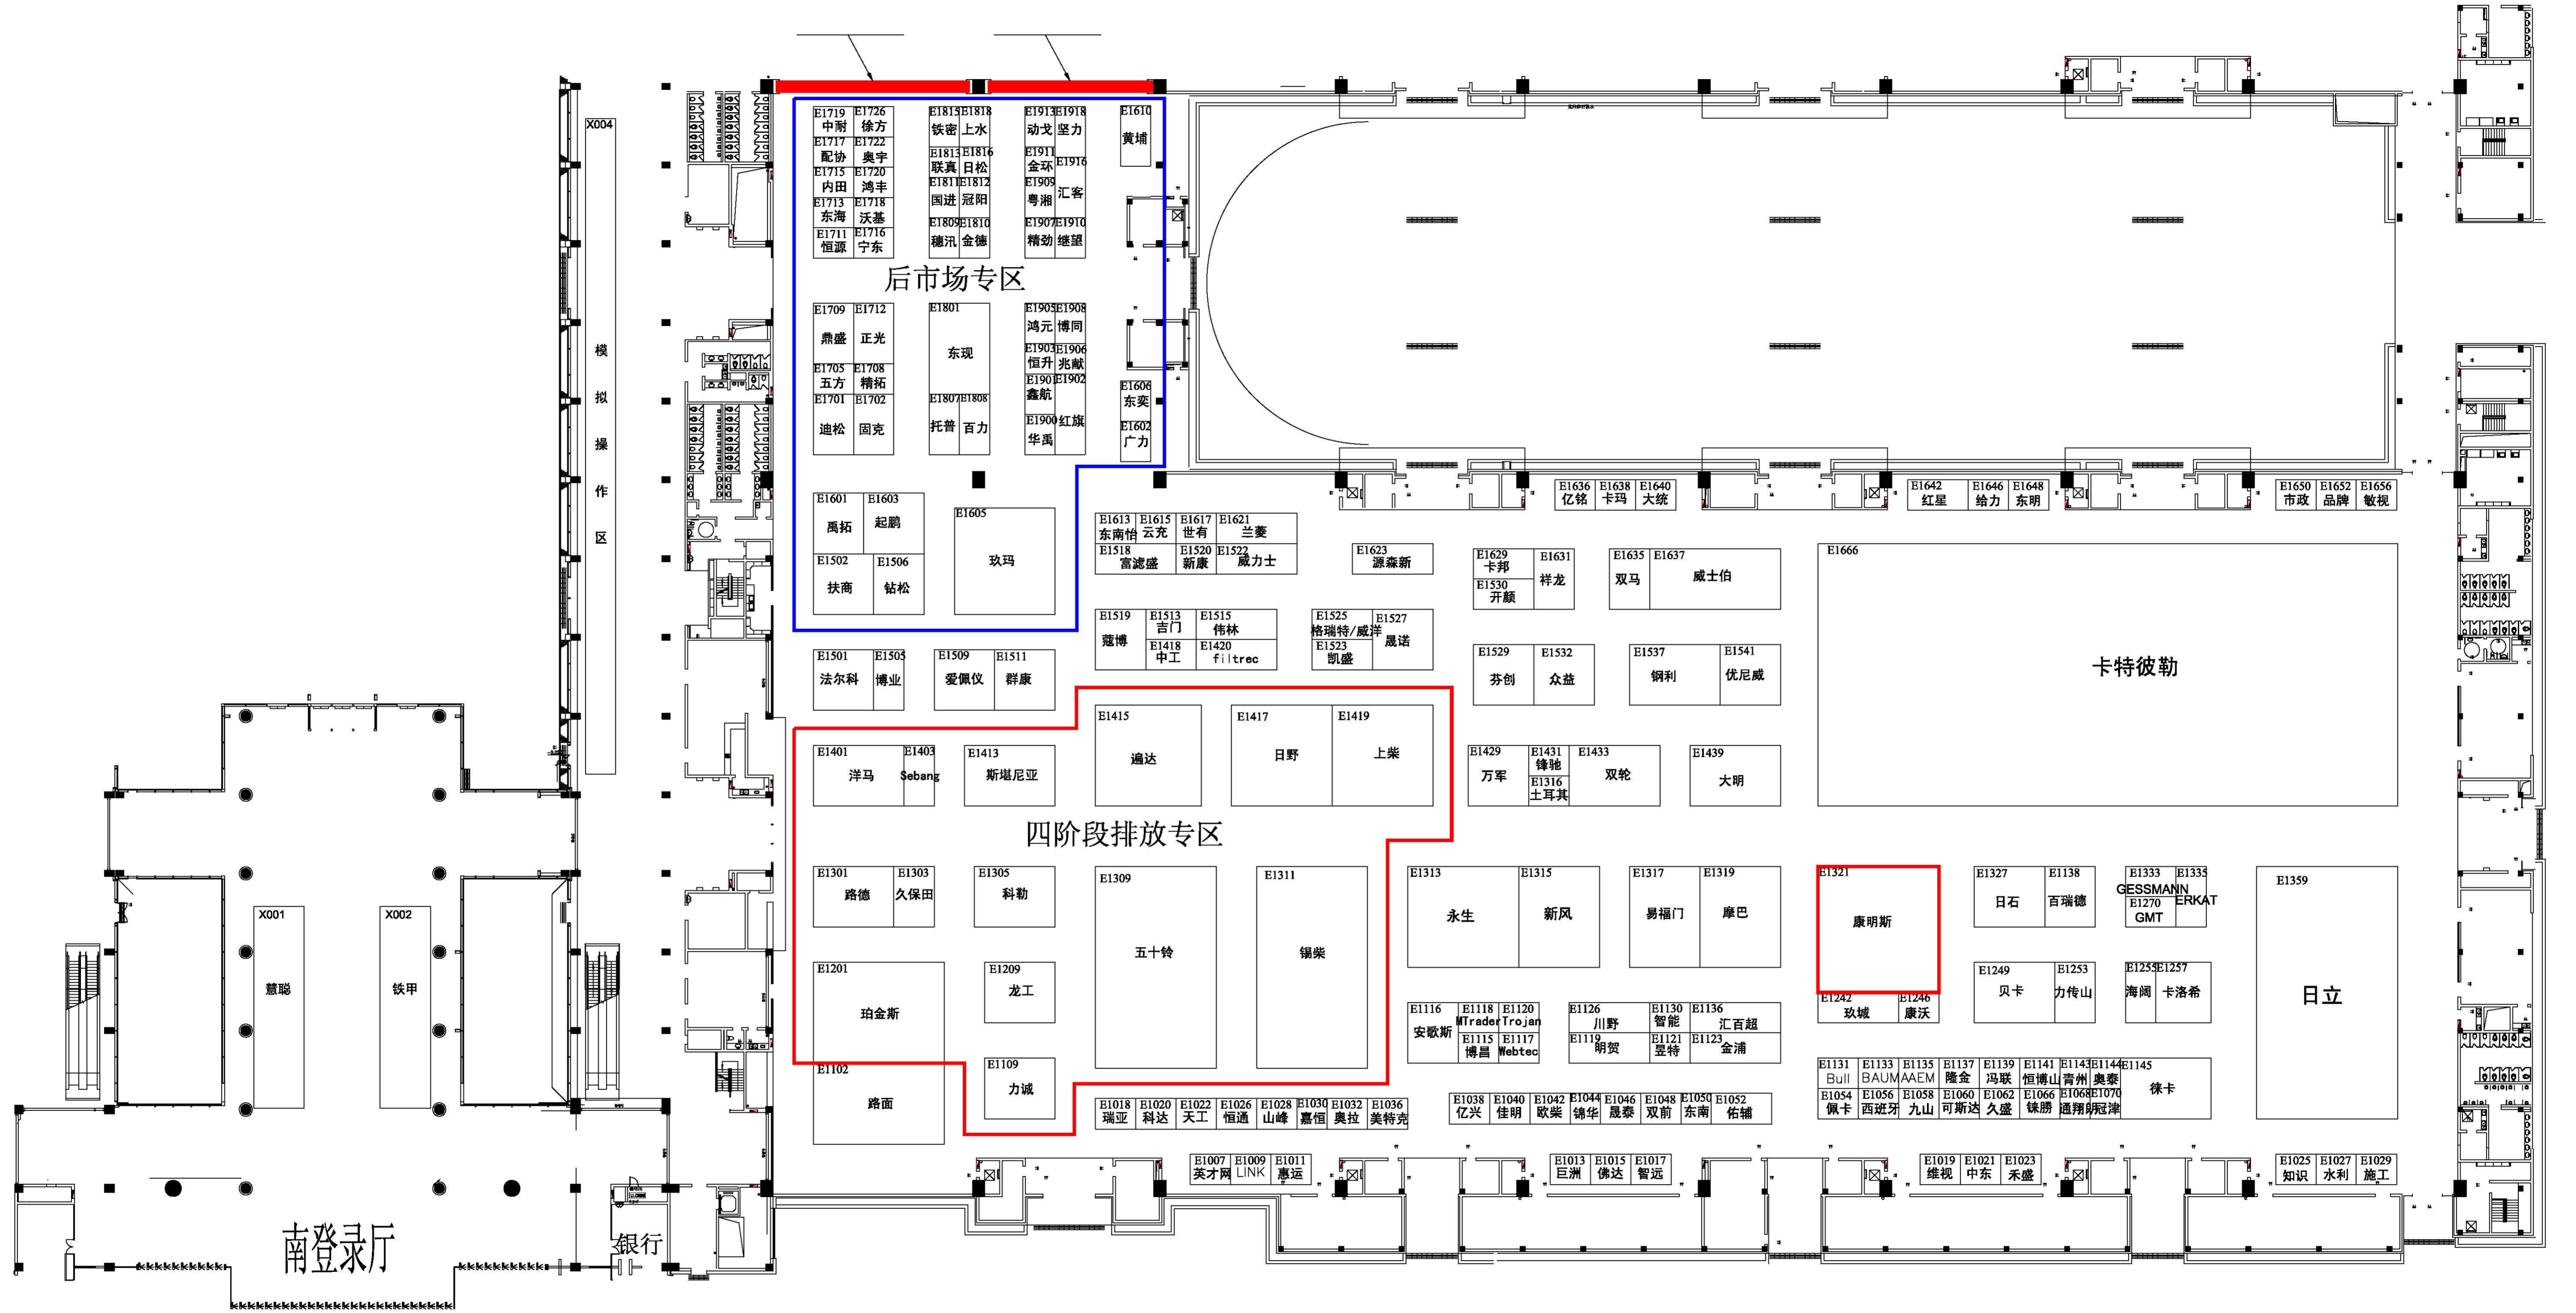 X004
模
拟
操
作
区
E1719 E1726
中耐 徐方
E1717 E1722
配协 奥宇
E1715 E1720
内田 鸿丰
E1713 E1718
东海 沃基
E1711 E1716
恒源 宁东
E1815 E1818
铁密 上水
E1813 E1816
联真 日松
E1811 E1812
国进 冠阳
E1809 E1810
穗汛 金德
E1913 E1918
动戈 坚力
E1911 E1916
金环
E1909
粤湘 汇客
E1907 E1910
精劲 继望
E1610
黄埔
后市场专区
E1709 E1712
鼎盛 正光
E1705 E1708
五方 精拓
E1701 E1702
迪松 固克
E1801
东现
E1807 E1808
托普 百力
E1905 E1908
鸿元 博同
E1903 E1906
恒升 兆献
E1901 E1902
鑫航
E1900 红旗
华禹
E1606
东奕
E1602
广力
E1601 E1603
禹拓 起鹏
E1502 E1506
扶商 钻松
E1605
玖玛
E1613 E1615 E1617 E1621
东南怡 云充 世有 兰菱
E1518 E1520 E1522
富滤盛 新康 威力士
E1623
源森新
E1636 E1638 E1640
亿铭 卡玛 大统
E1642 E1646 E1648
红星 给力 东明
E1650 E1652 E1656
市政 品牌 敏视
E1629 E1631
卡邦 祥龙
E1530
开颜
E1635 E1637
双马 威士伯
E1666
卡特彼勒
E1519 E1513 E1515
蔻博 吉门 伟林
E1418 E1420
中工 filtrec
E1525 E1527
格瑞特/威洋 晟诺
E1523
凯盛
E1529 E1532
芬创 众益
E1537 E1541
钢利 优尼威
E1501 E1505
法尔科 博业
E1509 E1511
爱佩仪 群康
E1401 E1403
洋马 Sebang
E1413
斯堪尼亚
E1415
遍达
E1417 E1419
日野 上柴
E1429 E1431 E1433
万军 锋驰 双轮
E1316
土耳其
E1439
大明
四阶段排放专区
E1301 E1303
路德 久保田
E1305
科勒
E1309
五十铃
E1311
锡柴
E1313 E1315
永生 新风
E1317 E1319
易福门 摩巴
E1321
康明斯
E1327 E1138
日石 百瑞德
E1333 E1335
GESSMANN ERKAT
E1270
GMT
E1359
日立
X001 X002
慧聪 铁甲
E1201
珀金斯
E1209
龙工
E1102
路面
E1109
力诚
E1242 E1246
玖城 康沃
E1249 E1253
贝卡 力传山
E1255 E1257
海阔 卡洛希
E1116 E1118 E1120
安歌斯 MTrader Trojan
E1115 E1117
博昌 Webtec
E1126 E1130 E1136
川野 智能 汇百超
E1119 E1121 E1123
明贺 昱特 金浦
E1131 E1133 E1135 E1137 E1139 E1141 E1143 E1144 E1145
Bull BAUM AAEM 隆金 冯联 恒博山 青州 奥泰 徕卡
E1054 E1056 E1058 E1060 E1062 E1066 E1068 E1070
佩卡 西班牙 九山 可斯达 久盛 铼勝 通翔 冠津
E1018 E1020 E1022 E1026 E1028 E1030 E1032 E1036
瑞亚 科达 天工 恒通 山峰 嘉恒 奥拉 美特克
E1038 E1040 E1042 E1044 E1046 E1048 E1050 E1052
亿兴 佳明 欧柴 锦华 晟泰 双前 东南 佑辅
E1007 E1009 E1011
英才网 LINK 惠运
E1013 E1015 E1017
巨洲 佛达 智远
E1019 E1021 E1023
维视 中东 禾盛
E1025 E1027 E1029
知识 水利 施工
南登录厅
银行